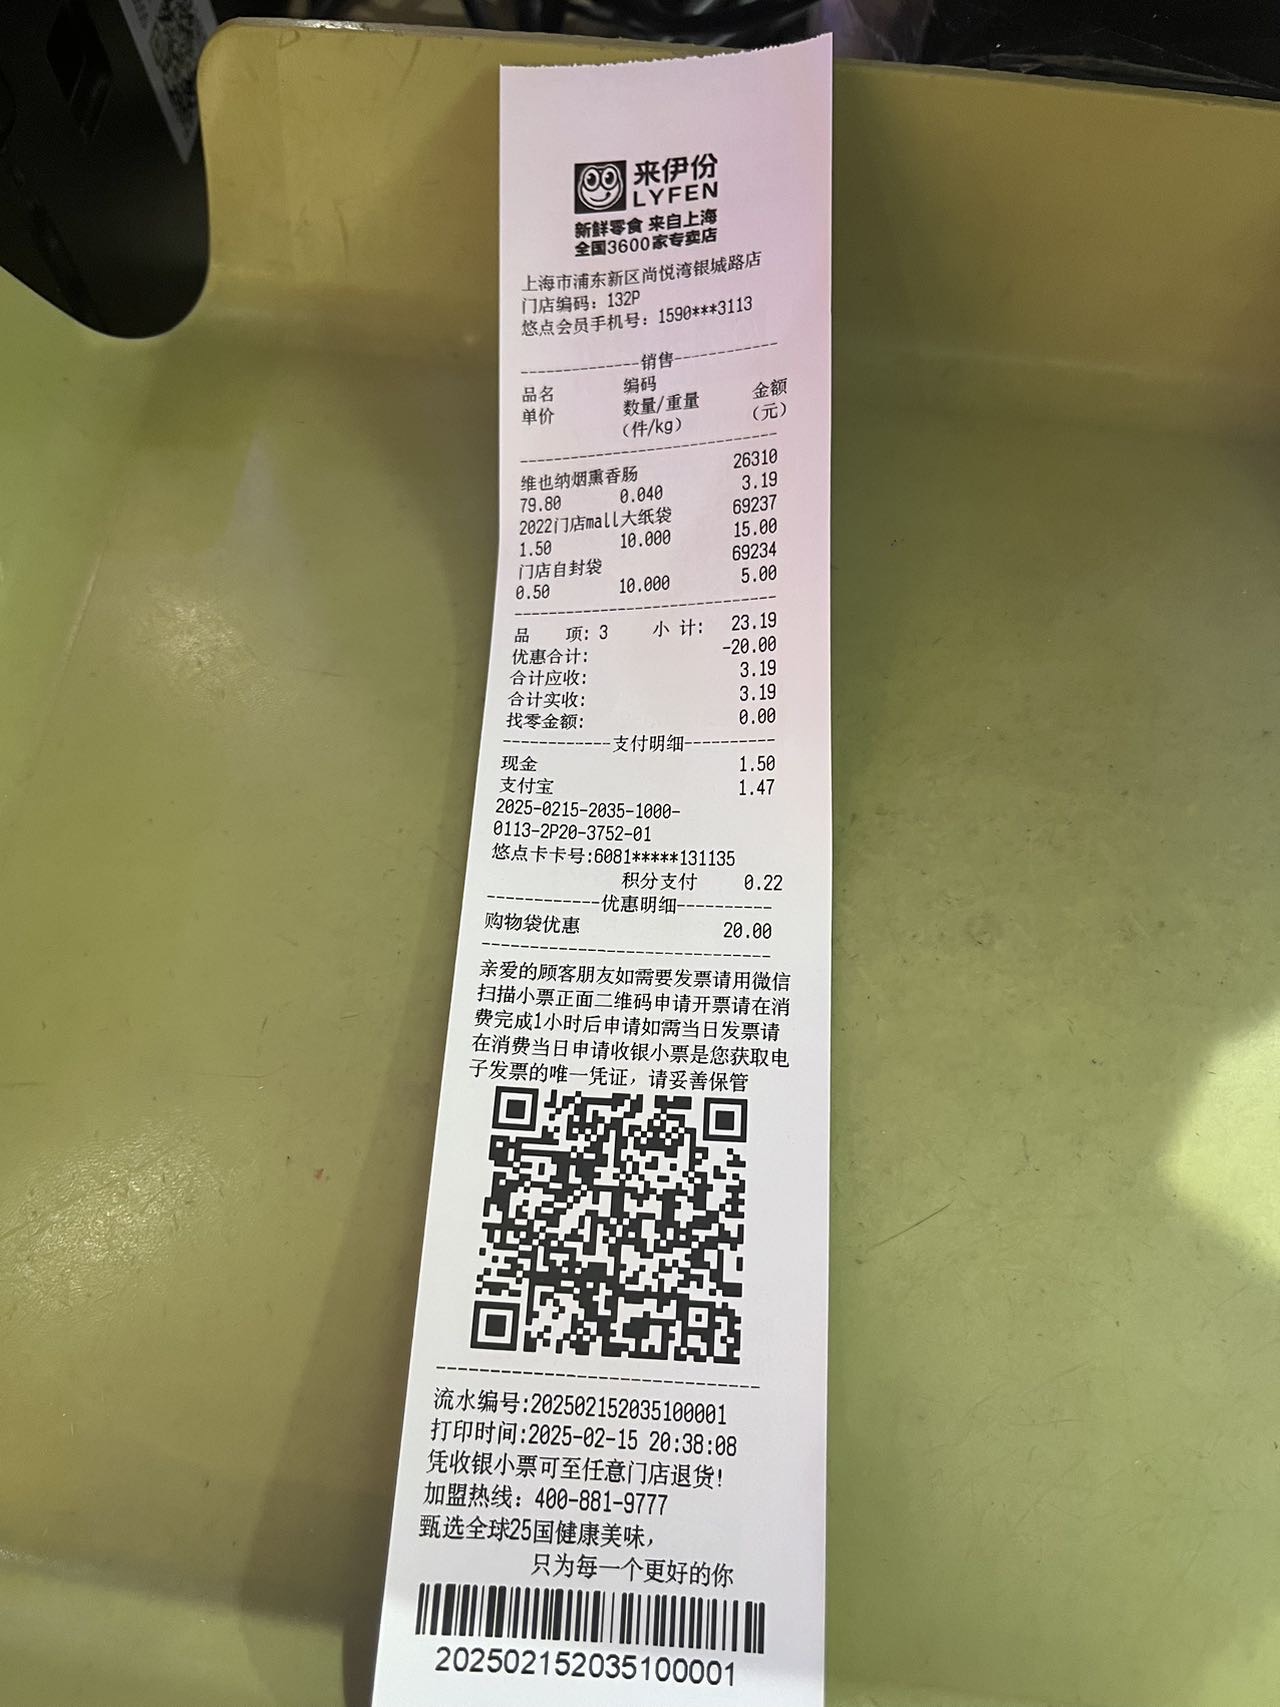 来伊份
LYFEN
新鲜零食 来自上海
全国3600家专卖店
上海市浦东新区尚悦湾银城路店
门店编码：132P
悠点会员手机号：1590***3113
------------销售------------
品名 编码 金额
单价 数量/重量 （元）
（件/kg）
----------------------------
维也纳烟熏香肠 26310
79.80 0.040 3.19
2022门店mall大纸袋 69237
1.50 10.000 15.00
门店自封袋 69234
0.50 10.000 5.00
----------------------------
品 项: 3 小 计: 23.19
优惠合计: -20.00
合计应收: 3.19
合计实收: 3.19
找零金额: 0.00
-----------支付明细----------
现金 1.50
支付宝 1.47
2025-0215-2035-1000-
0113-2P20-3752-01
悠点卡卡号:6081*****131135
积分支付 0.22
------------优惠明细----------
购物袋优惠 20.00
------------------------------
亲爱的顾客朋友如需要发票请用微信
扫描小票正面二维码申请开票请在消
费完成1小时后申请如需当日发票请
在消费当日申请收银小票是您获取电
子发票的唯一凭证，请妥善保管
------------------------------
流水编号:202502152035100001
打印时间:2025-02-15 20:38:08
凭收银小票可至任意门店退货!
加盟热线：400-881-9777
甄选全球25国健康美味，
只为每一个更好的你
202502152035100001